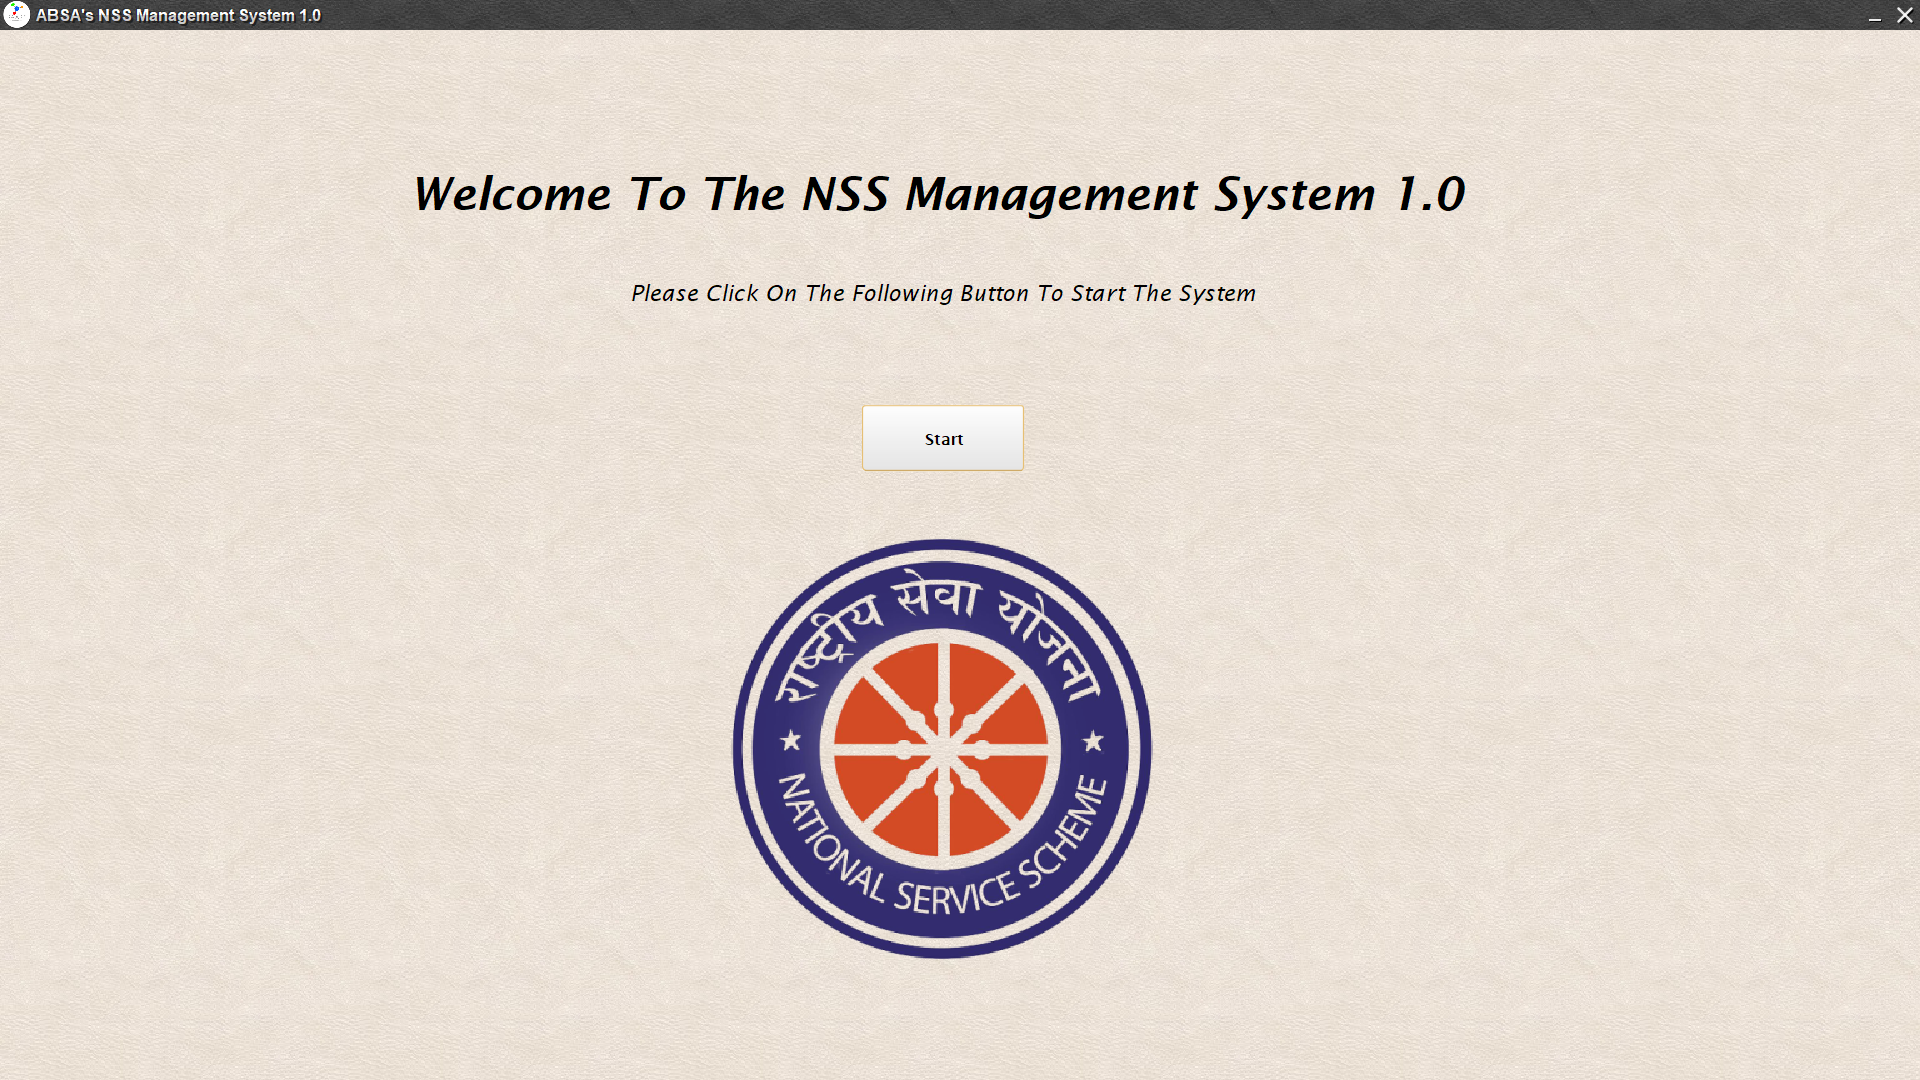 ABSA's NSS Management System 1.0
Welcome To The NSS Management System 1.0
Please Click On The Following Button To Start The System
Start
राष्ट्रीय सेवा योजना
NATIONAL SERVICE SCHEME